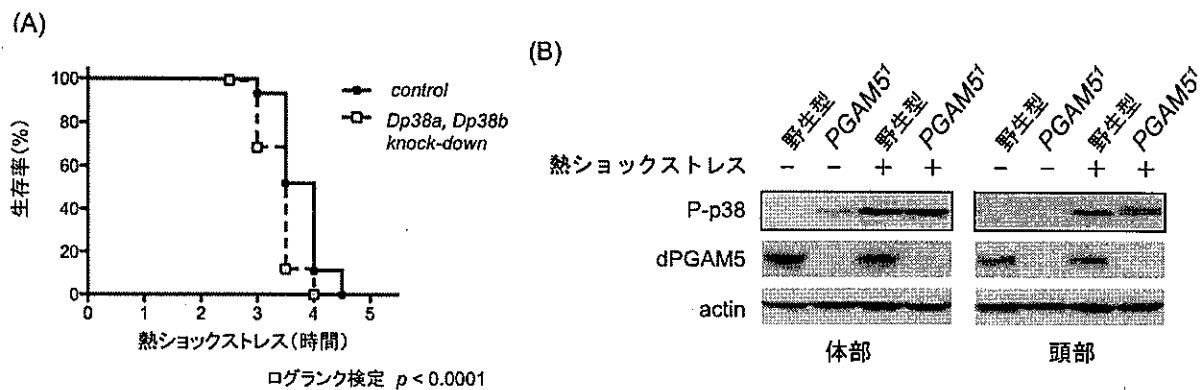 (A)
100
80
60
40
20
0
生存率(%)
control
Dp38a, Dp38b
knock-down
0 1 2 3 4 5
熱ショックストレス(時間)
ログランク検定 p < 0.0001
(B)
野生型 PGAM5¹ 野生型 PGAM5¹ 野生型 PGAM5¹ 野生型 PGAM5¹
熱ショックストレス − − + + − − + +
P-p38
dPGAM5
actin
体部 頭部